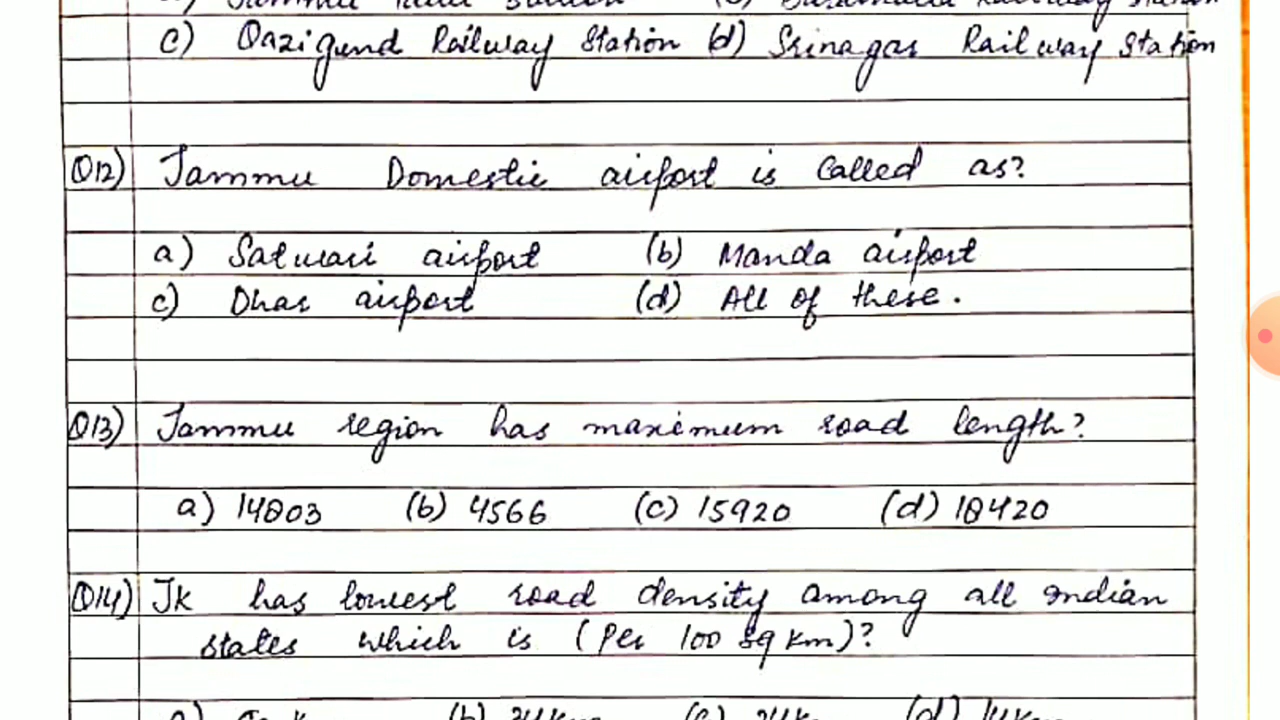 c) Qazigund Railway Station (d) Srinagar Railway Station
Q12) Jammu Domestic airport is Called as?
a) Satwari airport (b) Manda airport
c) Dhar airport (d) All of these.
Q13) Jammu region has maximum road length?
a) 14803 (b) 4566 (c) 15920 (d) 18420
Q14) Jk has lowest road density among all Indian
states which is (Per 100 sq km)?